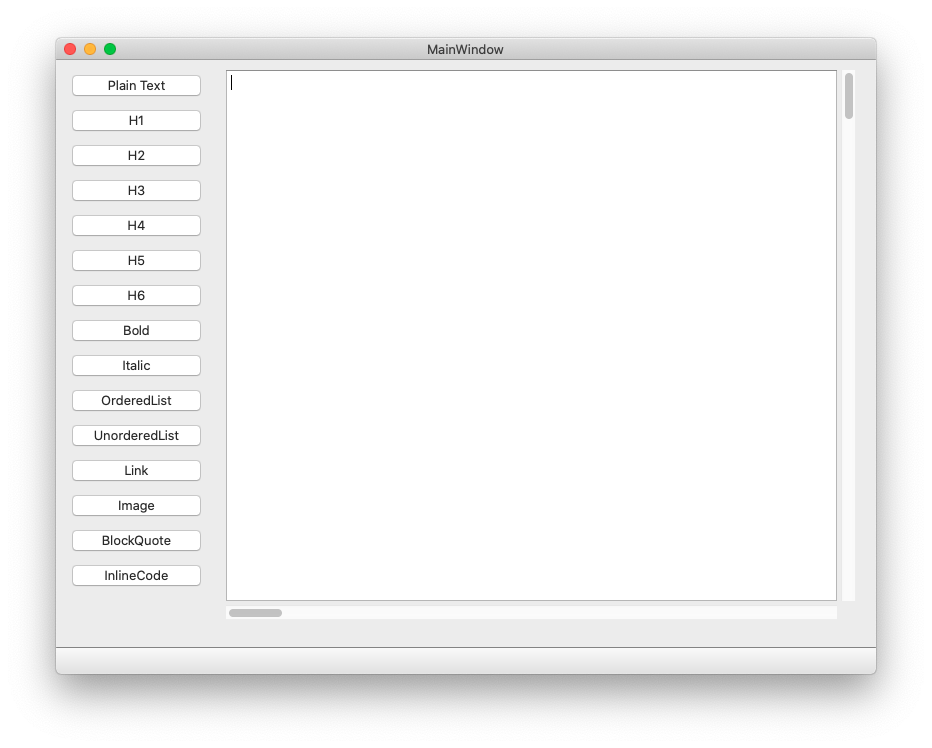 MainWindow
Plain Text
H1
H2
H3
H4
H5
H6
Bold
Italic
OrderedList
UnorderedList
Link
Image
BlockQuote
InlineCode